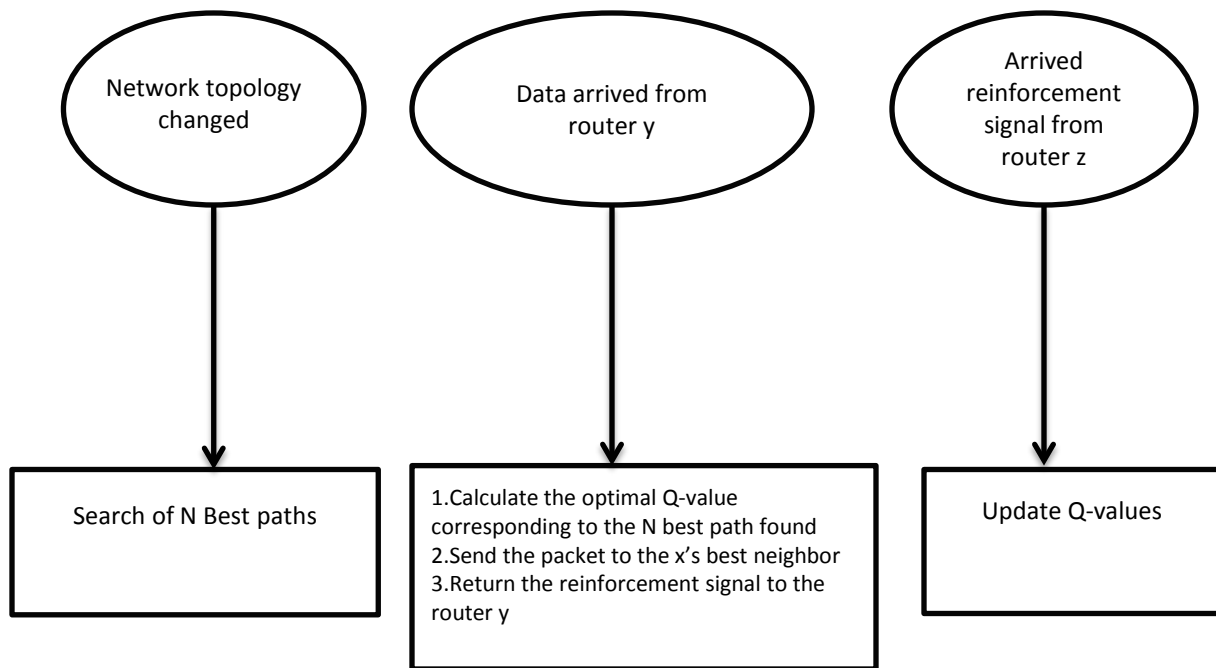 Network topology
changed
Data arrived from
router y
Arrived
reinforcement
signal from
router z
Search of N Best paths
1.Calculate the optimal Q-value
corresponding to the N best path found
2.Send the packet to the x's best neighbor
3.Return the reinforcement signal to the
router y
Update Q-values